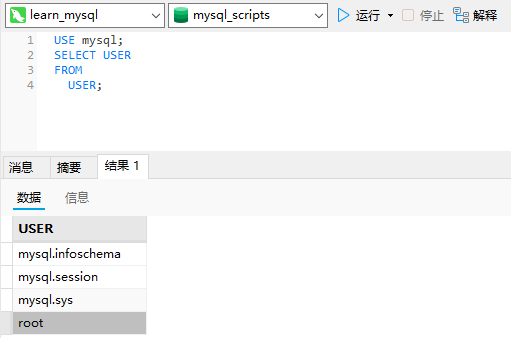 learn_mysql mysql_scripts 运行 停止 解释
1 USE mysql;
2 SELECT USER
3 FROM
4 USER;
消息 摘要 结果 1
数据 信息
USER
mysql.infoschema
mysql.session
mysql.sys
root